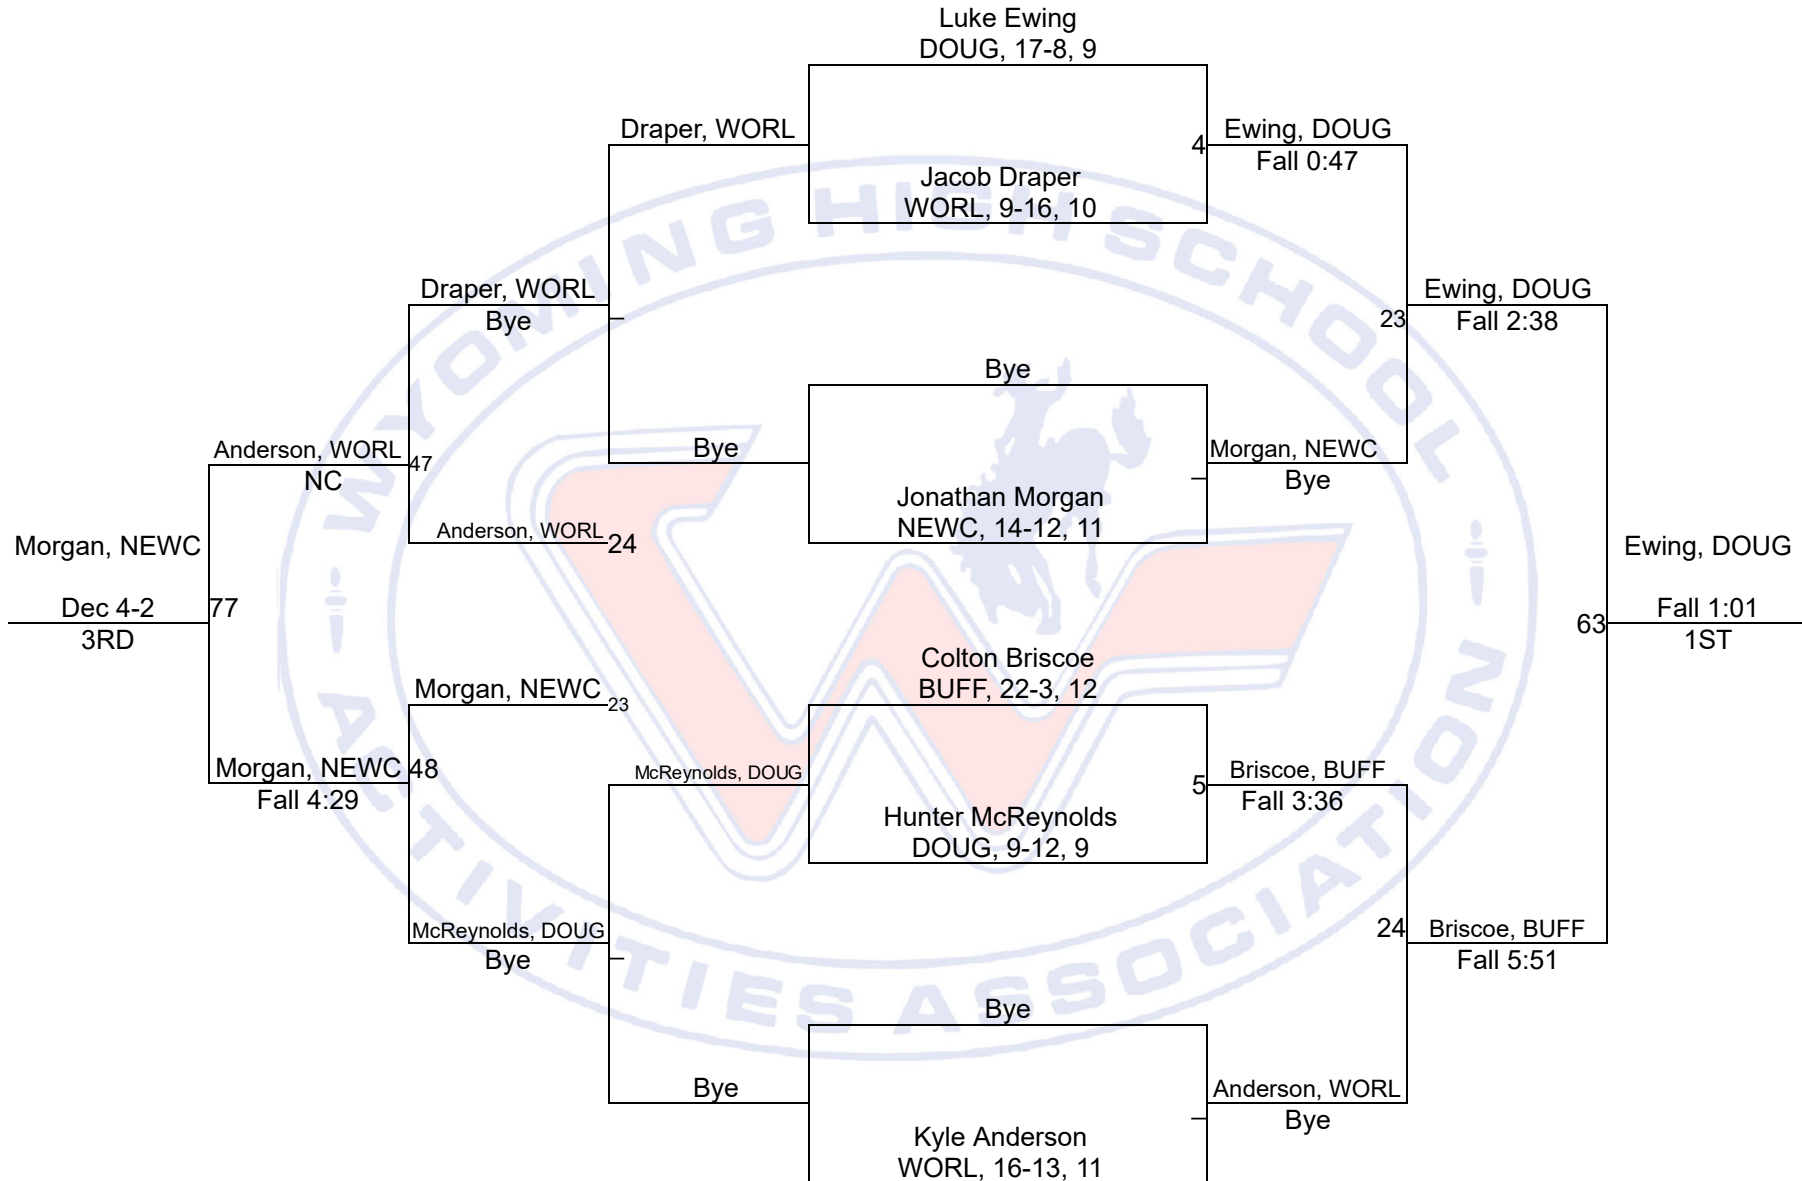 Luke Ewing
DOUG, 17-8, 9
Draper, WORL
4
Ewing, DOUG
Fall 0:47
Jacob Draper
WORL, 9-16, 10
Draper, WORL
Bye
23
Ewing, DOUG
Fall 2:38
Bye
Anderson, WORL
NC
47
Bye
Morgan, NEWC
Bye
Jonathan Morgan
NEWC, 14-12, 11
Anderson, WORL
24
Morgan, NEWC
Dec 4-2
3RD
77
Ewing, DOUG
63
Fall 1:01
1ST
Colton Briscoe
BUFF, 22-3, 12
Morgan, NEWC
23
Morgan, NEWC
48
Fall 4:29
McReynolds, DOUG
5
Briscoe, BUFF
Fall 3:36
Hunter McReynolds
DOUG, 9-12, 9
McReynolds, DOUG
Bye
24
Briscoe, BUFF
Fall 5:51
Bye
Bye
Anderson, WORL
Bye
Kyle Anderson
WORL, 16-13, 11
WYOMING HIGH SCHOOL
ACTIVITIES ASSOCIATION